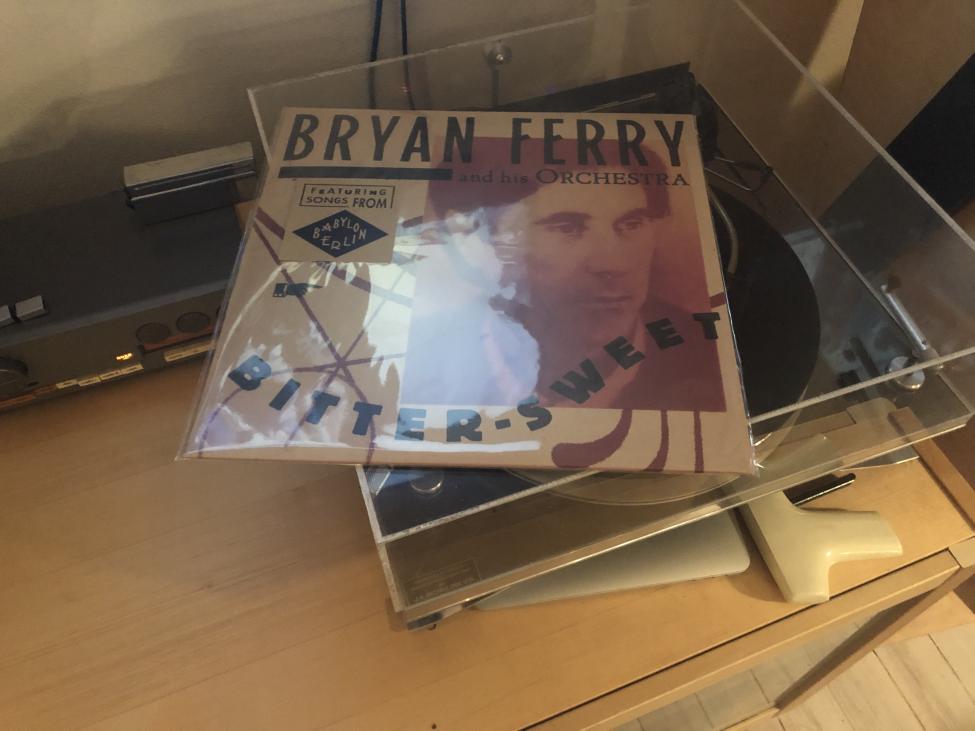 BRYAN FERRY
and his ORCHESTRA
FEATURING
SONGS FROM
BABYLON
BERLIN
BITTER-SWEET